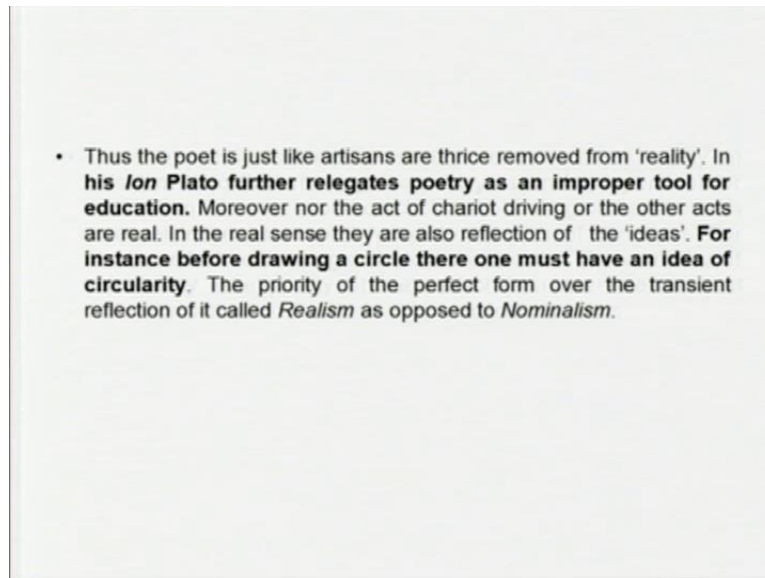 • Thus the poet is just like artisans are thrice removed from 'reality'. In
his Ion Plato further relegates poetry as an improper tool for
education. Moreover nor the act of chariot driving or the other acts
are real. In the real sense they are also reflection of the 'ideas'. For
instance before drawing a circle there one must have an idea of
circularity. The priority of the perfect form over the transient
reflection of it called Realism as opposed to Nominalism.